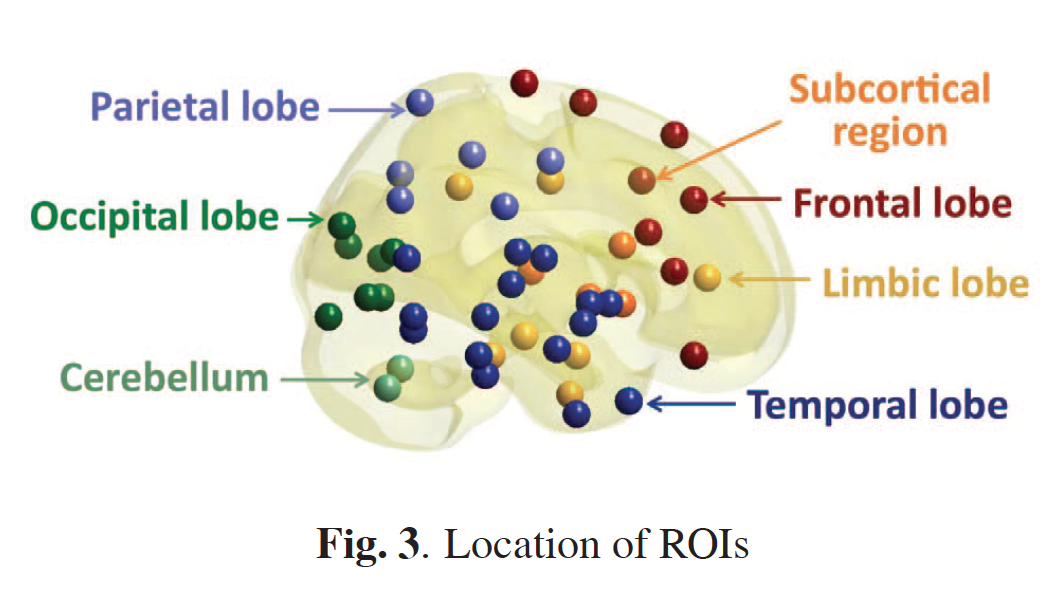 Parietal lobe
Subcortical
region
Occipital lobe
Frontal lobe
Limbic lobe
Cerebellum
Temporal lobe
Fig. 3. Location of ROIs